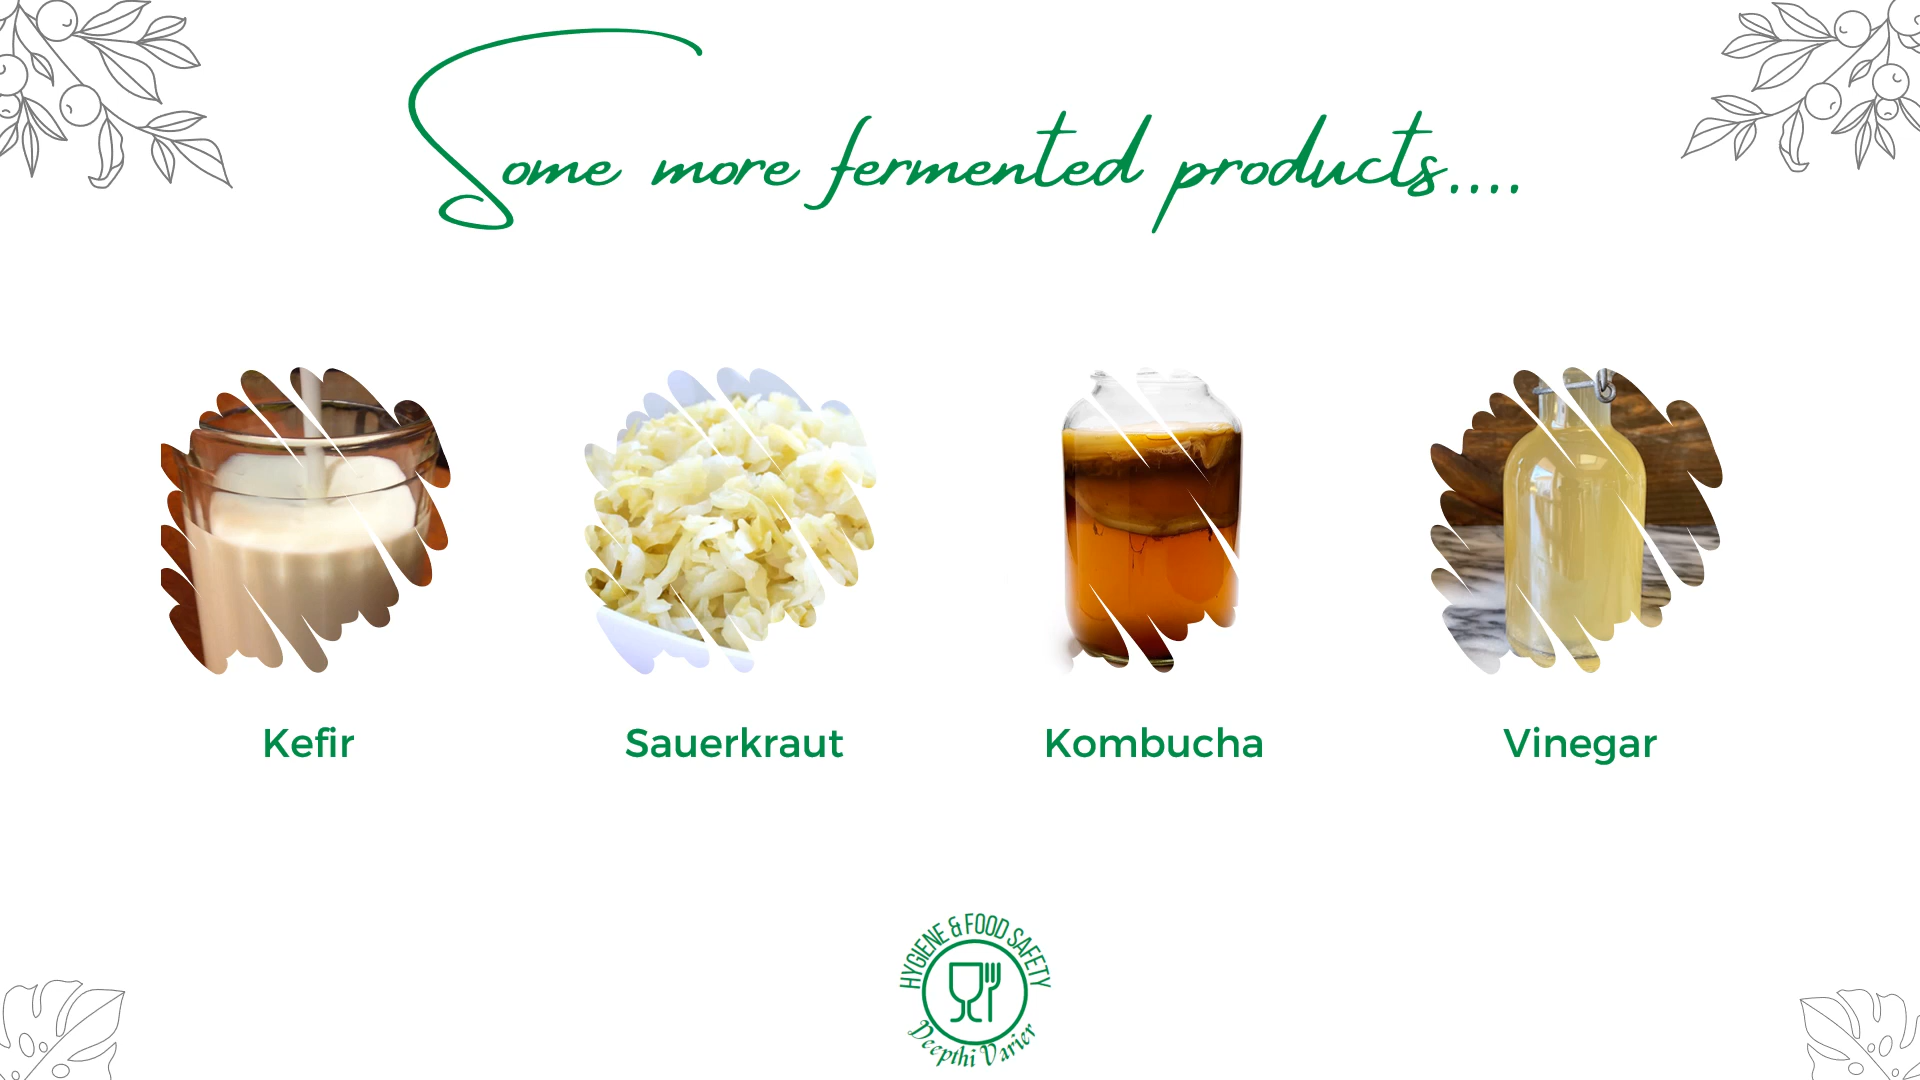 Some more fermented products....
Kefir
Sauerkraut
Kombucha
Vinegar
HYGIENE & FOOD SAFETY
Deepthi Varier